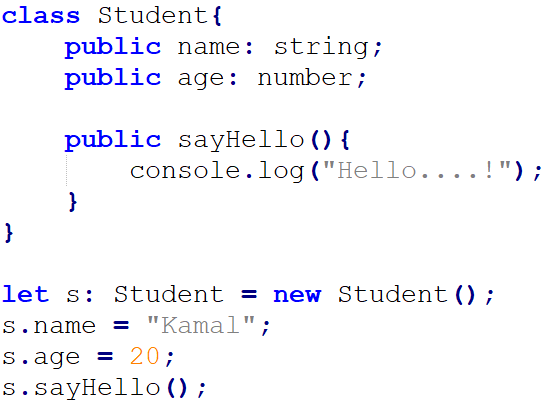 class Student{
    public name: string;
    public age: number;

    public sayHello(){
        console.log("Hello....!");
    }
}

let s: Student = new Student();
s.name = "Kamal";
s.age = 20;
s.sayHello();